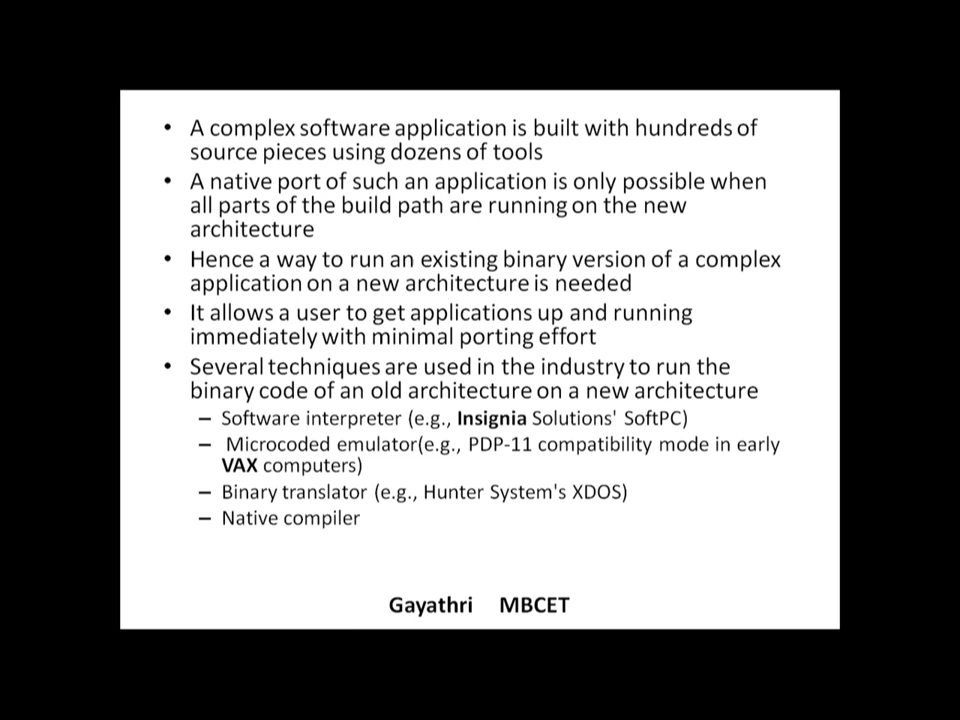 • A complex software application is built with hundreds of
source pieces using dozens of tools
• A native port of such an application is only possible when
all parts of the build path are running on the new
architecture
• Hence a way to run an existing binary version of a complex
application on a new architecture is needed
• It allows a user to get applications up and running
immediately with minimal porting effort
• Several techniques are used in the industry to run the
binary code of an old architecture on a new architecture
– Software interpreter (e.g., Insignia Solutions' SoftPC)
– Microcoded emulator(e.g., PDP-11 compatibility mode in early
VAX computers)
– Binary translator (e.g., Hunter System's XDOS)
– Native compiler
Gayathri MBCET